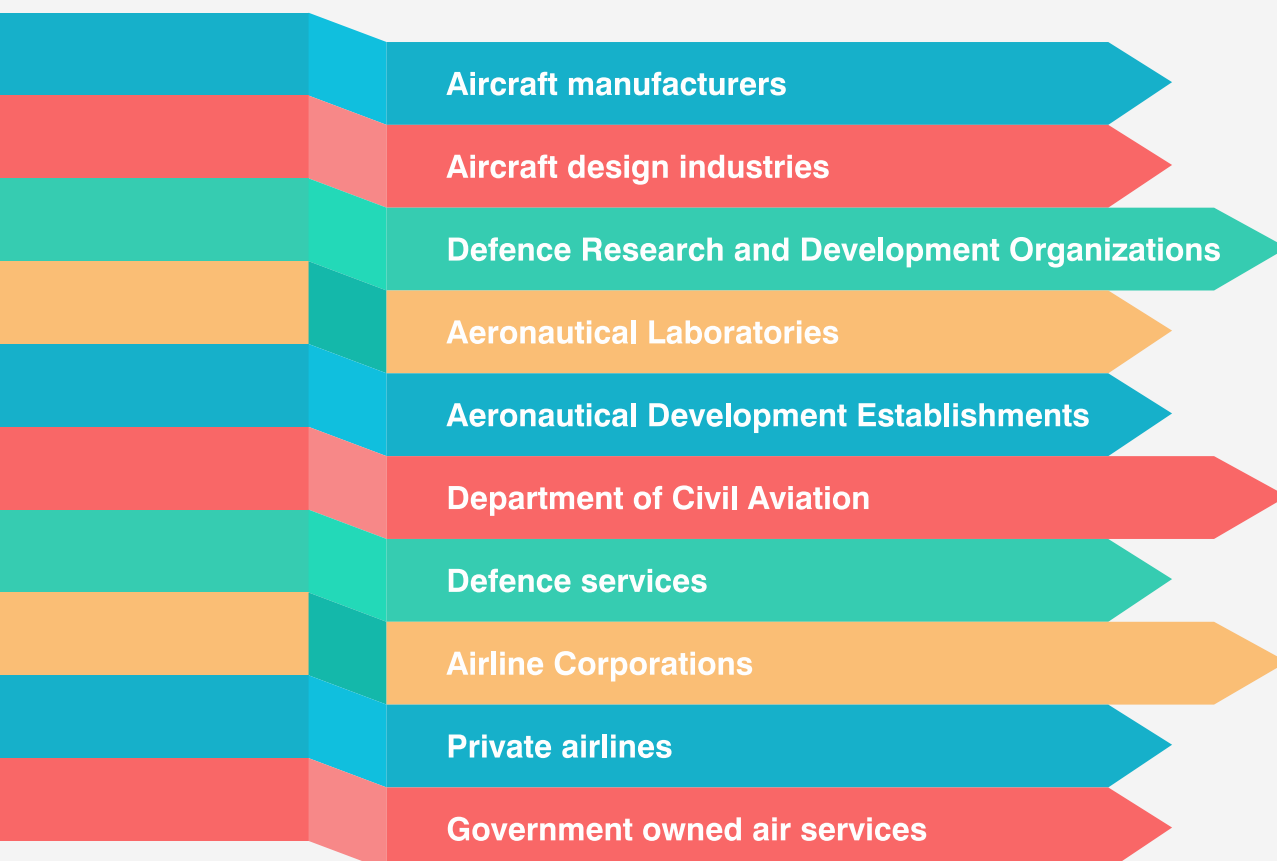 Aircraft manufacturers
Aircraft design industries
Defence Research and Development Organizations
Aeronautical Laboratories
Aeronautical Development Establishments
Department of Civil Aviation
Defence services
Airline Corporations
Private airlines
Government owned air services